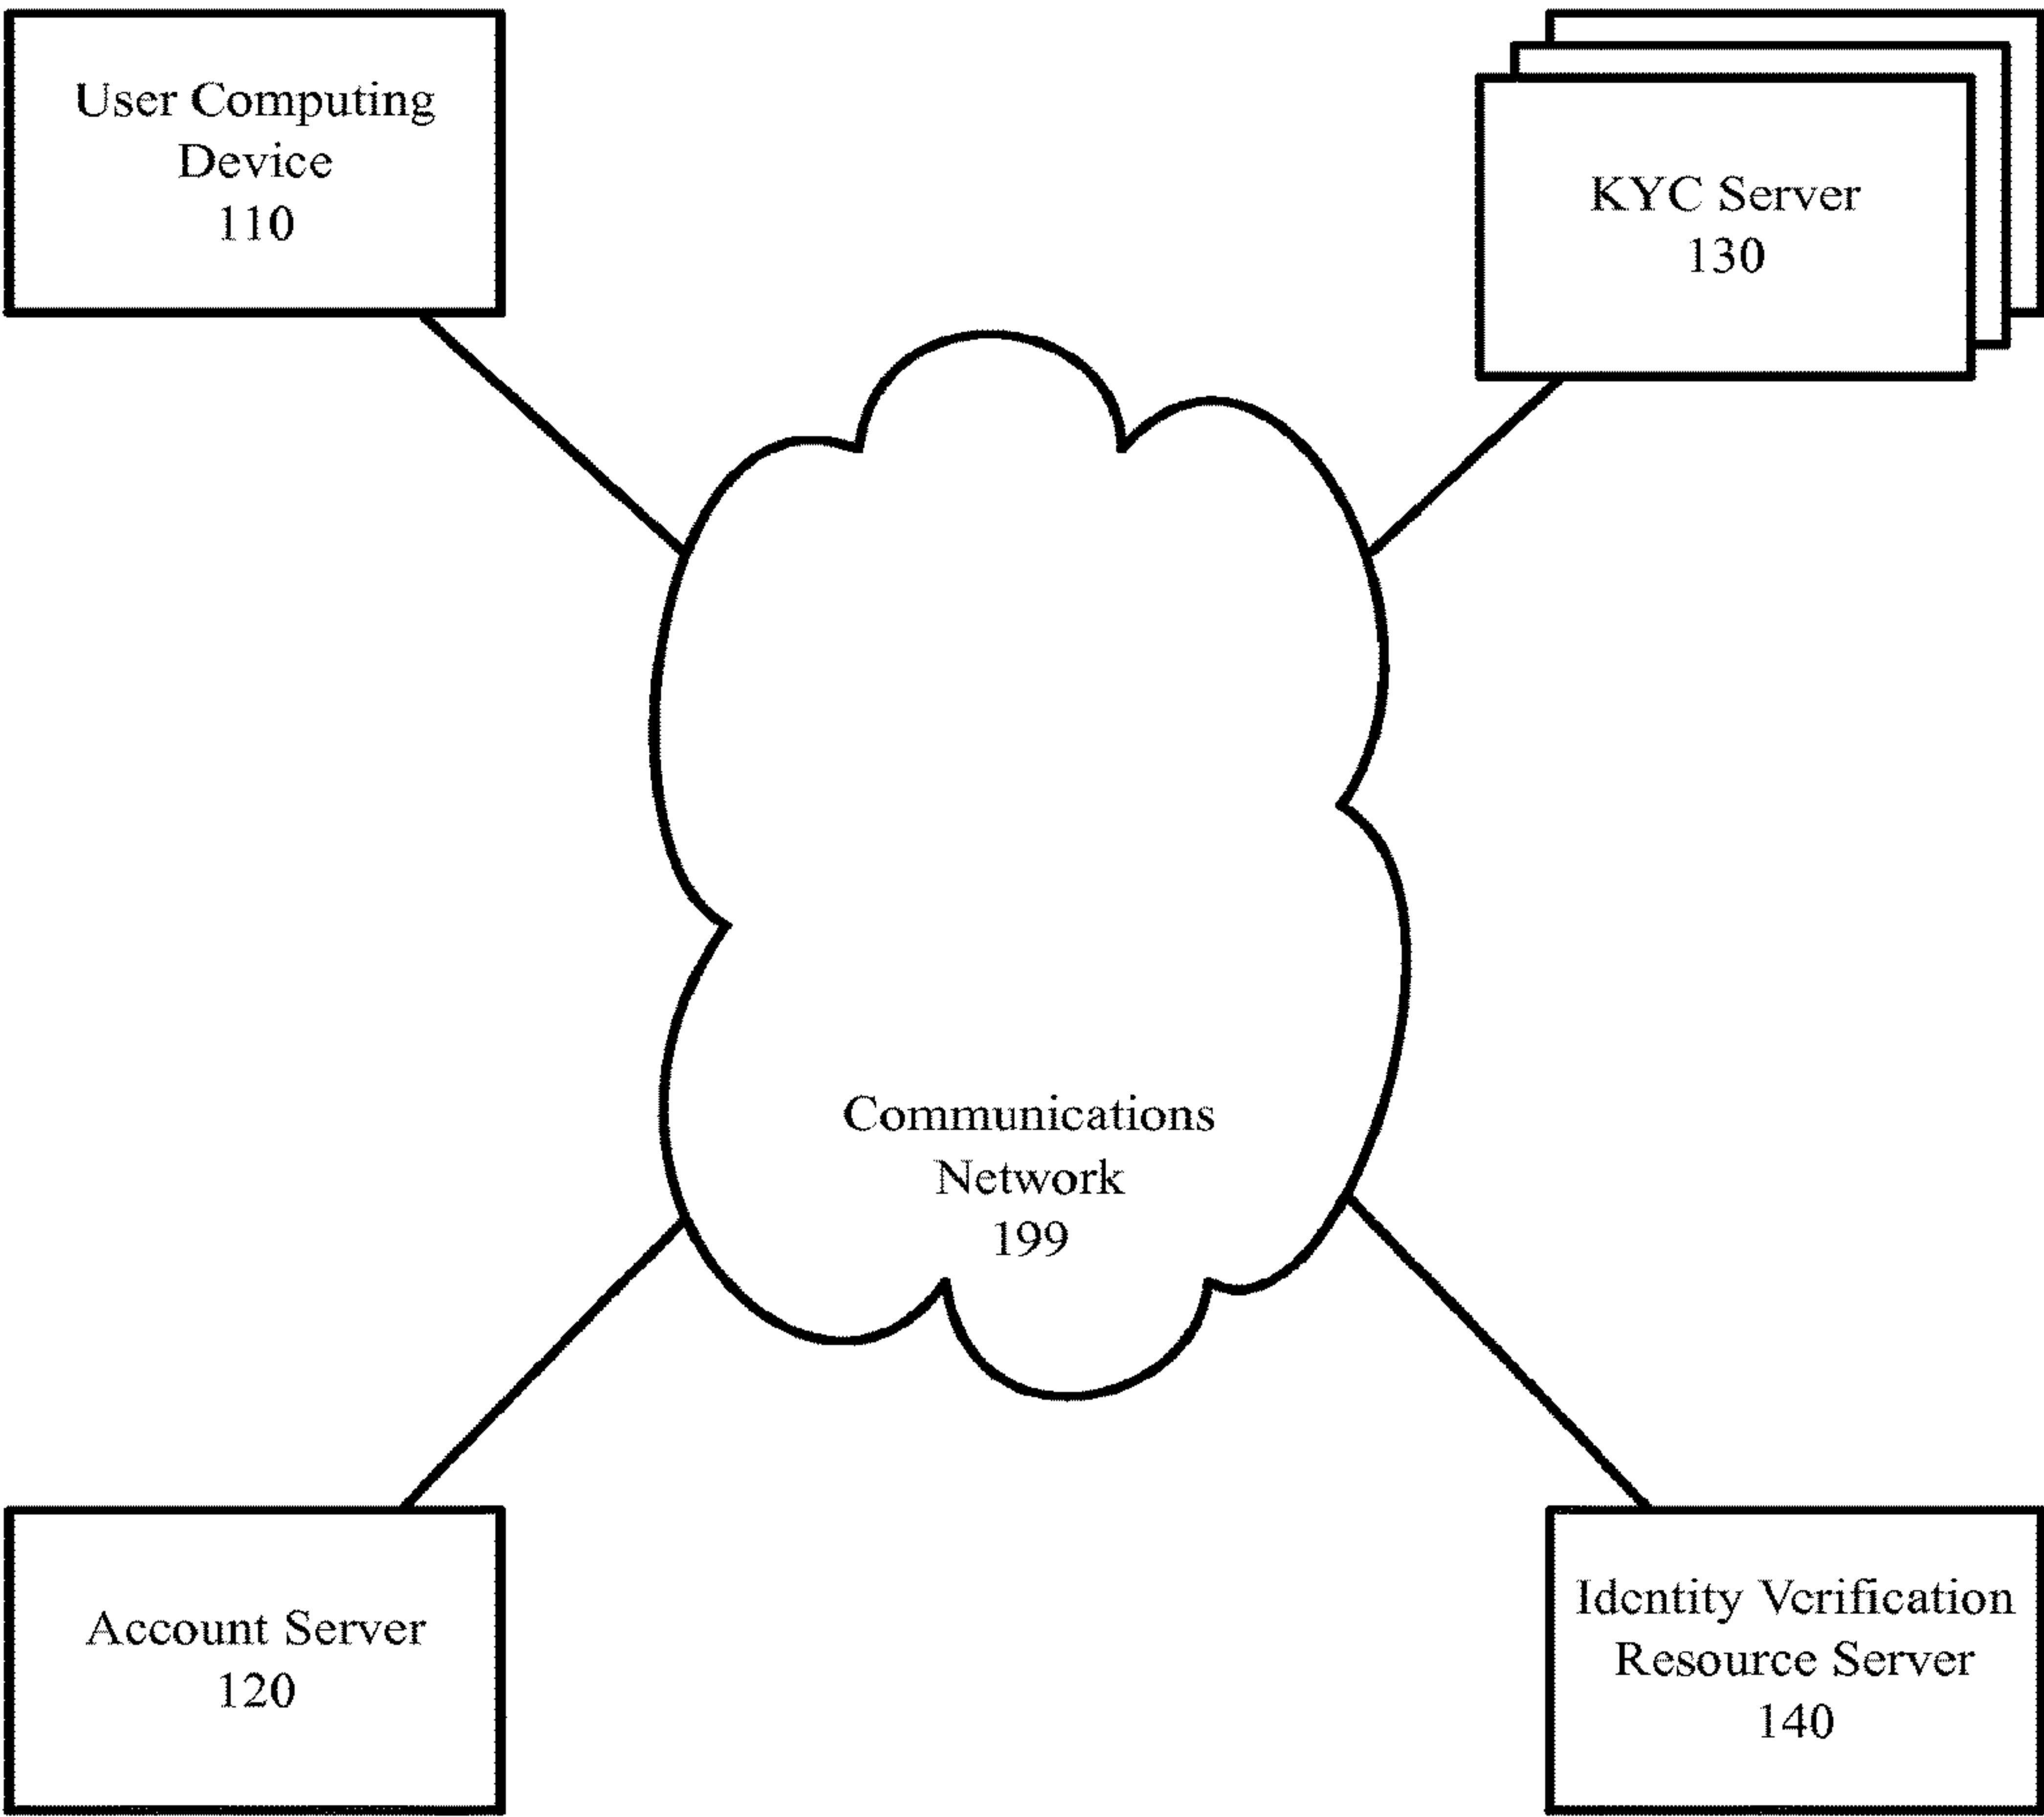 User Computing
Device
110
KYC Server
130
Communications
Network
199
Account Server
120
Identity Verification
Resource Server
140